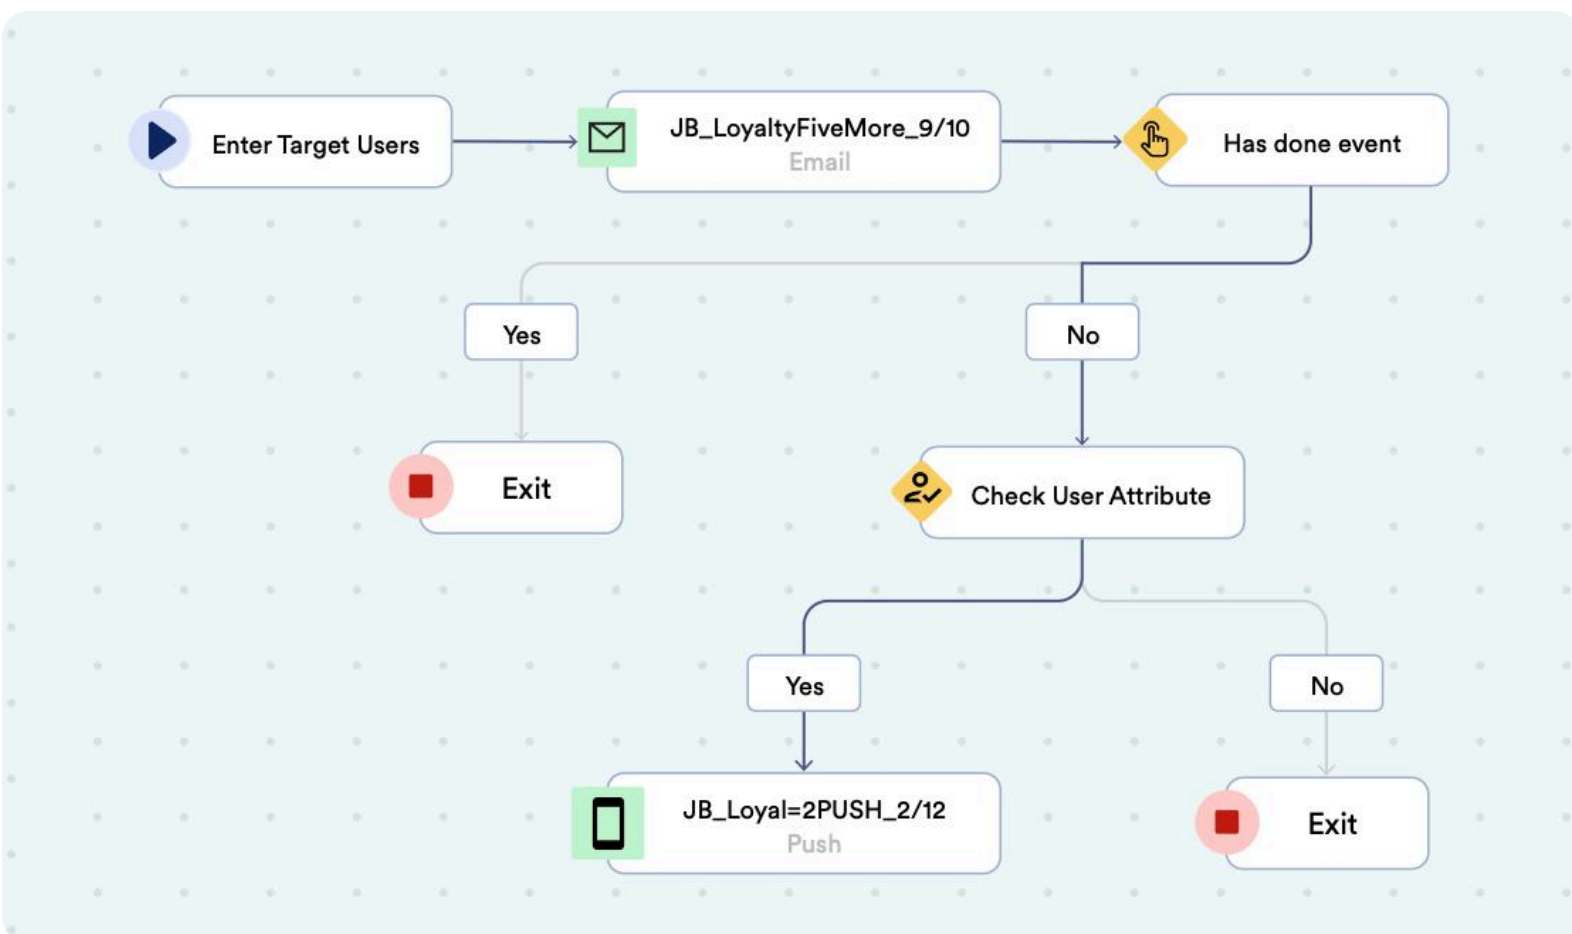 Enter Target Users
JB_LoyaltyFiveMore_9/10
Email
Has done event
Yes
No
Exit
Check User Attribute
Yes
No
JB_Loyal=2PUSH_2/12
Push
Exit